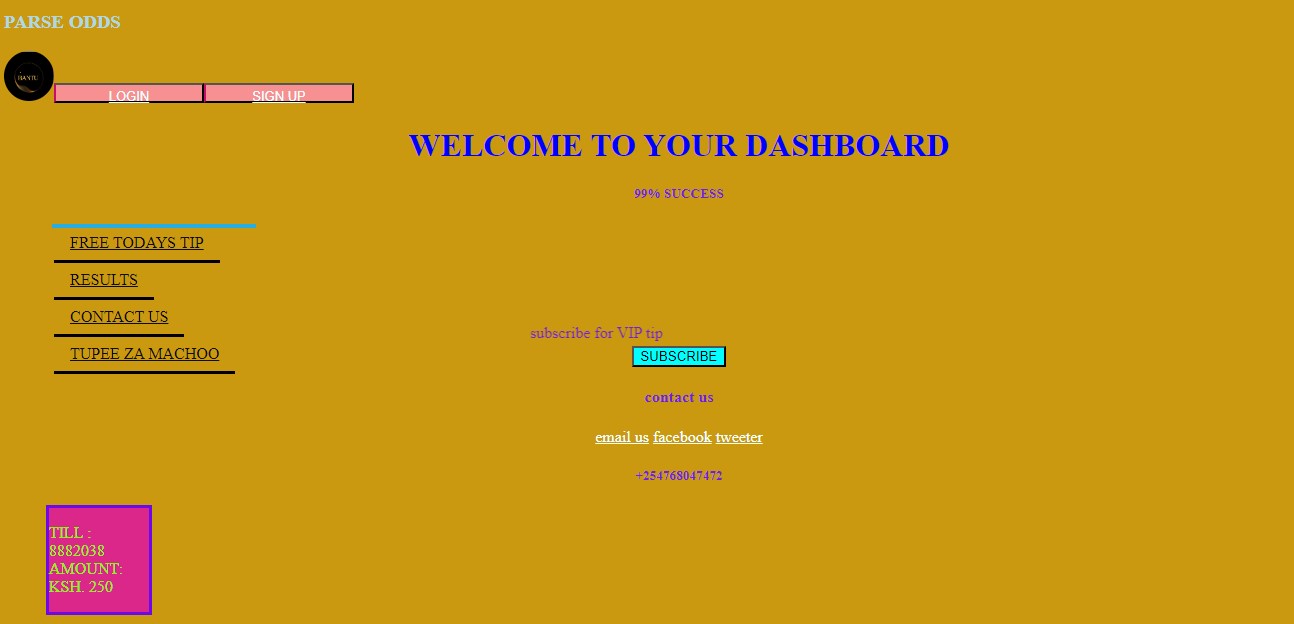 PARSE ODDS
HANTU
LOGIN
SIGN UP
WELCOME TO YOUR DASHBOARD
99% SUCCESS
FREE TODAYS TIP
RESULTS
CONTACT US
TUPEE ZA MACHOO
subscribe for VIP tip
SUBSCRIBE
contact us
email us facebook tweeter
+254768047472
TILL :
8882038
AMOUNT:
KSH. 250